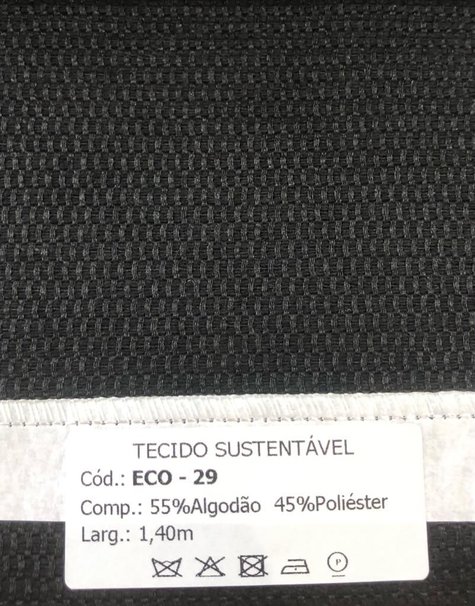 TECIDO SUSTENTÁVEL
Cód.: ECO - 29
Comp.: 55%Algodão 45%Poliéster
Larg.: 1,40m
P